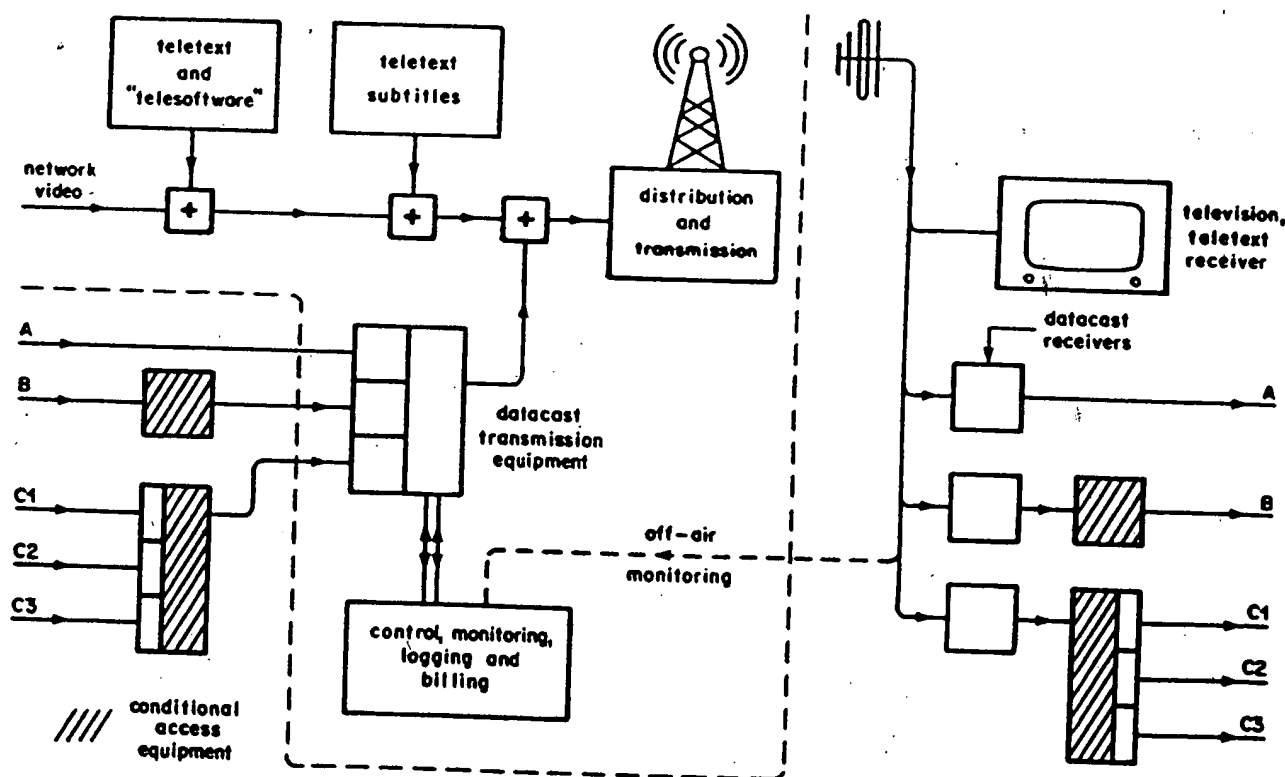 teletext
and
"telesoftware"
teletext
subtitles
network
video
+
+
+
distribution
and
transmission
television,
teletext
receiver
datacast
receivers
A
B
datacast
transmission
equipment
C1
C2
C3
off-air
monitoring
control, monitoring,
logging and
billing
conditional
access
equipment
A
B
C1
C2
C3